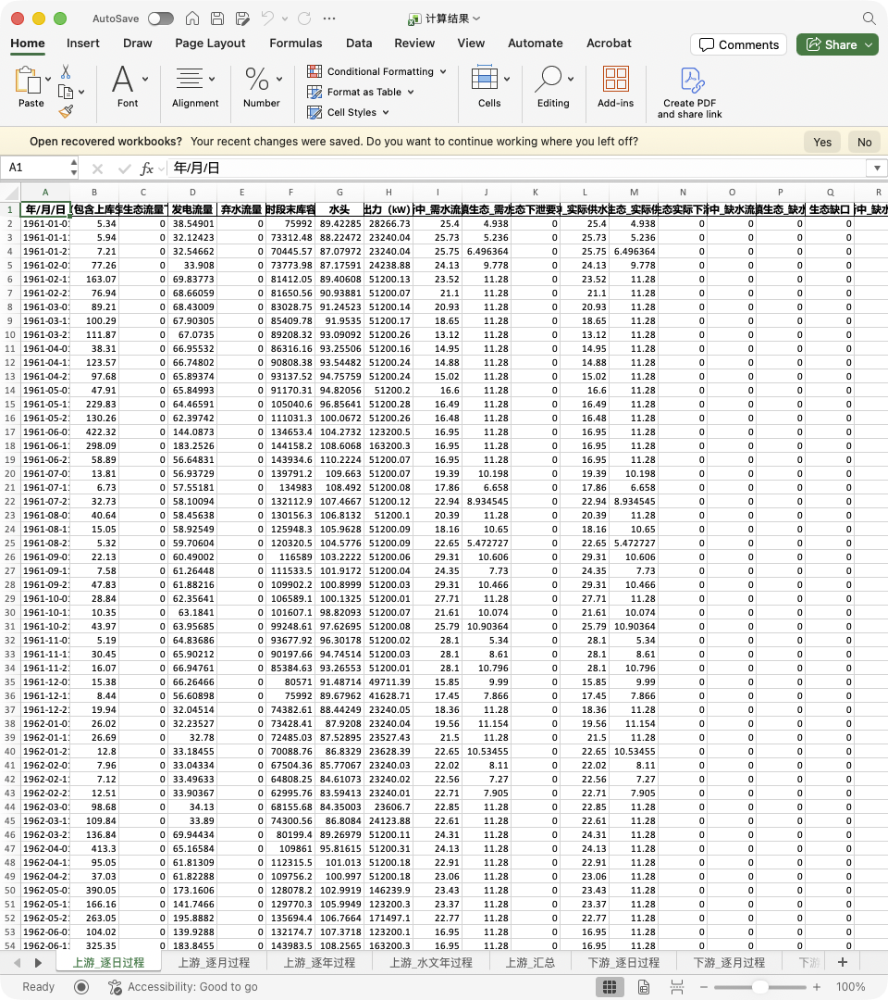 AutoSave
计算结果
Home Insert Draw Page Layout Formulas Data Review View Automate Acrobat Comments Share
Paste Font Alignment Number
Conditional Formatting
Format as Table
Cell Styles
Cells Editing Add-ins
Create PDF
and share link
Open recovered workbooks? Your recent changes were saved. Do you want to continue working where you left off? Yes No
A1 fx 年/月/日
A B C D E F G H I J K L M N O P Q R
1 年/月/日 包含上库 生态流量 发电流量 弃水流量 时段末库容 水头 出力（kW） 中_需水流 生态_需水 态下泄要求 _实际供水 生态_实际供 生态实际下泄 中_缺水流 生态_缺水 生态缺口 中_缺水
2 1961-01-01 5.34 0 38.54901 0 75992 89.42285 28266.73 25.4 4.938 0 25.4 4.938 0 0 0 0
3 1961-01-11 5.94 0 32.12423 0 73312.48 88.22472 23240.04 25.73 5.236 0 25.73 5.236 0 0 0 0
4 1961-01-21 7.21 0 32.54662 0 70445.57 87.07972 23240.04 25.75 6.496364 0 25.75 6.496364 0 0 0 0
5 1961-02-01 77.26 0 33.908 0 73773.98 87.17591 24238.88 24.13 9.778 0 24.13 9.778 0 0 0 0
6 1961-02-11 163.07 0 69.83773 0 81412.05 89.40608 51200.13 23.52 11.28 0 23.52 11.28 0 0 0 0
7 1961-02-21 76.94 0 68.66059 0 81650.56 90.93881 51200.07 21.1 11.28 0 21.1 11.28 0 0 0 0
8 1961-03-01 89.21 0 68.43009 0 83028.75 91.24523 51200.14 20.93 11.28 0 20.93 11.28 0 0 0 0
9 1961-03-11 100.29 0 67.90305 0 85409.78 91.9535 51200.17 18.65 11.28 0 18.65 11.28 0 0 0 0
10 1961-03-21 111.87 0 67.0735 0 89208.32 93.09092 51200.26 13.12 11.28 0 13.12 11.28 0 0 0 0
11 1961-04-01 38.31 0 66.95532 0 86316.16 93.25506 51200.16 14.95 11.28 0 14.95 11.28 0 0 0 0
12 1961-04-11 123.57 0 66.74802 0 90808.38 93.54482 51200.24 14.88 11.28 0 14.88 11.28 0 0 0 0
13 1961-04-21 97.68 0 65.89374 0 93137.52 94.75759 51200.24 15.02 11.28 0 15.02 11.28 0 0 0 0
14 1961-05-01 47.91 0 65.84993 0 91170.31 94.82056 51200.2 16.6 11.28 0 16.6 11.28 0 0 0 0
15 1961-05-11 229.83 0 64.46591 0 105040.6 96.85641 51200.28 16.49 11.28 0 16.49 11.28 0 0 0 0
16 1961-05-21 130.26 0 62.39742 0 111031.3 100.0672 51200.26 16.48 11.28 0 16.48 11.28 0 0 0 0
17 1961-06-01 422.32 0 144.0873 0 134653.4 104.2732 123200.5 16.95 11.28 0 16.95 11.28 0 0 0 0
18 1961-06-11 298.09 0 183.2526 0 144158.2 108.6068 163200.3 16.95 11.28 0 16.95 11.28 0 0 0 0
19 1961-06-21 58.89 0 56.64831 0 143934.6 110.2224 51200.07 16.95 11.28 0 16.95 11.28 0 0 0 0
20 1961-07-01 13.81 0 56.93729 0 139791.2 109.663 51200.07 19.39 10.198 0 19.39 10.198 0 0 0 0
21 1961-07-11 6.73 0 57.55181 0 134983 108.492 51200.08 17.86 6.658 0 17.86 6.658 0 0 0 0
22 1961-07-21 32.73 0 58.10094 0 132112.9 107.4667 51200.12 22.94 8.934545 0 22.94 8.934545 0 0 0 0
23 1961-08-01 40.64 0 58.45638 0 130156.3 106.8132 51200.1 20.39 11.28 0 20.39 11.28 0 0 0 0
24 1961-08-11 15.05 0 58.92549 0 125948.3 105.9628 51200.09 18.16 10.65 0 18.16 10.65 0 0 0 0
25 1961-08-21 5.32 0 59.70604 0 120320.5 104.5776 51200.09 22.65 5.472727 0 22.65 5.472727 0 0 0 0
26 1961-09-01 22.13 0 60.49002 0 116589 103.2222 51200.06 29.31 10.606 0 29.31 10.606 0 0 0 0
27 1961-09-11 7.58 0 61.26448 0 111533.5 101.9172 51200.04 24.35 7.73 0 24.35 7.73 0 0 0 0
28 1961-09-21 47.83 0 61.88216 0 109902.2 100.8999 51200.03 29.31 10.466 0 29.31 10.466 0 0 0 0
29 1961-10-01 28.84 0 62.35641 0 106589.1 100.1325 51200.01 27.71 11.28 0 27.71 11.28 0 0 0 0
30 1961-10-11 10.35 0 63.1841 0 101607.1 98.82093 51200.07 21.61 10.074 0 21.61 10.074 0 0 0 0
31 1961-10-21 43.97 0 63.95685 0 99248.61 97.62695 51200.08 25.79 10.90364 0 25.79 10.90364 0 0 0 0
32 1961-11-01 5.19 0 64.83686 0 93677.92 96.30178 51200.02 28.1 5.34 0 28.1 5.34 0 0 0 0
33 1961-11-11 30.45 0 65.90212 0 90197.66 94.74514 51200.03 28.1 8.61 0 28.1 8.61 0 0 0 0
34 1961-11-21 16.07 0 66.94761 0 85384.63 93.26553 51200.01 28.1 10.796 0 28.1 10.796 0 0 0 0
35 1961-12-01 15.38 0 66.26466 0 80571 91.48714 49711.39 15.85 9.99 0 15.85 9.99 0 0 0 0
36 1961-12-11 8.44 0 56.60898 0 75992 89.67962 41628.71 17.45 7.866 0 17.45 7.866 0 0 0 0
37 1961-12-21 19.94 0 32.04514 0 74382.61 88.44249 23240.05 18.36 11.28 0 18.36 11.28 0 0 0 0
38 1962-01-01 26.02 0 32.23527 0 73428.41 87.9208 23240.04 19.56 11.154 0 19.56 11.154 0 0 0 0
39 1962-01-11 26.69 0 32.78 0 72485.03 87.52895 23527.43 21.5 11.28 0 21.5 11.28 0 0 0 0
40 1962-01-21 12.8 0 33.18455 0 70088.76 86.8329 23628.39 22.65 10.53455 0 22.65 10.53455 0 0 0 0
41 1962-02-01 7.96 0 33.04334 0 67504.36 85.77067 23240.03 22.02 8.11 0 22.02 8.11 0 0 0 0
42 1962-02-11 7.12 0 33.49633 0 64808.25 84.61073 23240.02 22.56 7.27 0 22.56 7.27 0 0 0 0
43 1962-02-21 12.51 0 33.90367 0 62995.76 83.59413 23240.01 22.71 7.905 0 22.71 7.905 0 0 0 0
44 1962-03-01 98.68 0 34.13 0 68155.68 84.35003 23606.7 22.85 11.28 0 22.85 11.28 0 0 0 0
45 1962-03-11 109.84 0 33.89 0 74300.56 86.8084 24123.88 22.61 11.28 0 22.61 11.28 0 0 0 0
46 1962-03-21 136.84 0 69.94434 0 80199.4 89.26979 51200.11 24.31 11.28 0 24.31 11.28 0 0 0 0
47 1962-04-01 413.3 0 65.16584 0 109861 95.81615 51200.31 24.13 11.28 0 24.13 11.28 0 0 0 0
48 1962-04-11 95.05 0 61.81309 0 112315.5 101.013 51200.18 22.91 11.28 0 22.91 11.28 0 0 0 0
49 1962-04-21 37.03 0 61.82288 0 109756.2 100.997 51200.18 23.06 11.28 0 23.06 11.28 0 0 0 0
50 1962-05-01 390.05 0 173.1606 0 128078.2 102.9919 146239.9 23.43 11.28 0 23.43 11.28 0 0 0 0
51 1962-05-11 166.16 0 141.7466 0 129770.3 105.9949 123200.3 23.37 11.28 0 23.37 11.28 0 0 0 0
52 1962-05-21 263.05 0 195.8882 0 135694.4 106.7664 171497.1 22.77 11.28 0 22.77 11.28 0 0 0 0
53 1962-06-01 104.02 0 139.9288 0 132174.7 107.3718 123200.1 16.95 11.28 0 16.95 11.28 0 0 0 0
54 1962-06-11 325.35 0 183.8455 0 143983.5 108.2565 163200.3 16.95 11.28 0 16.95 11.28 0 0 0 0
上游_逐日过程 上游_逐月过程 上游_逐年过程 上游_水文年过程 上游_汇总 下游_逐日过程 下游_逐月过程 下游
Ready Accessibility: Good to go 100%